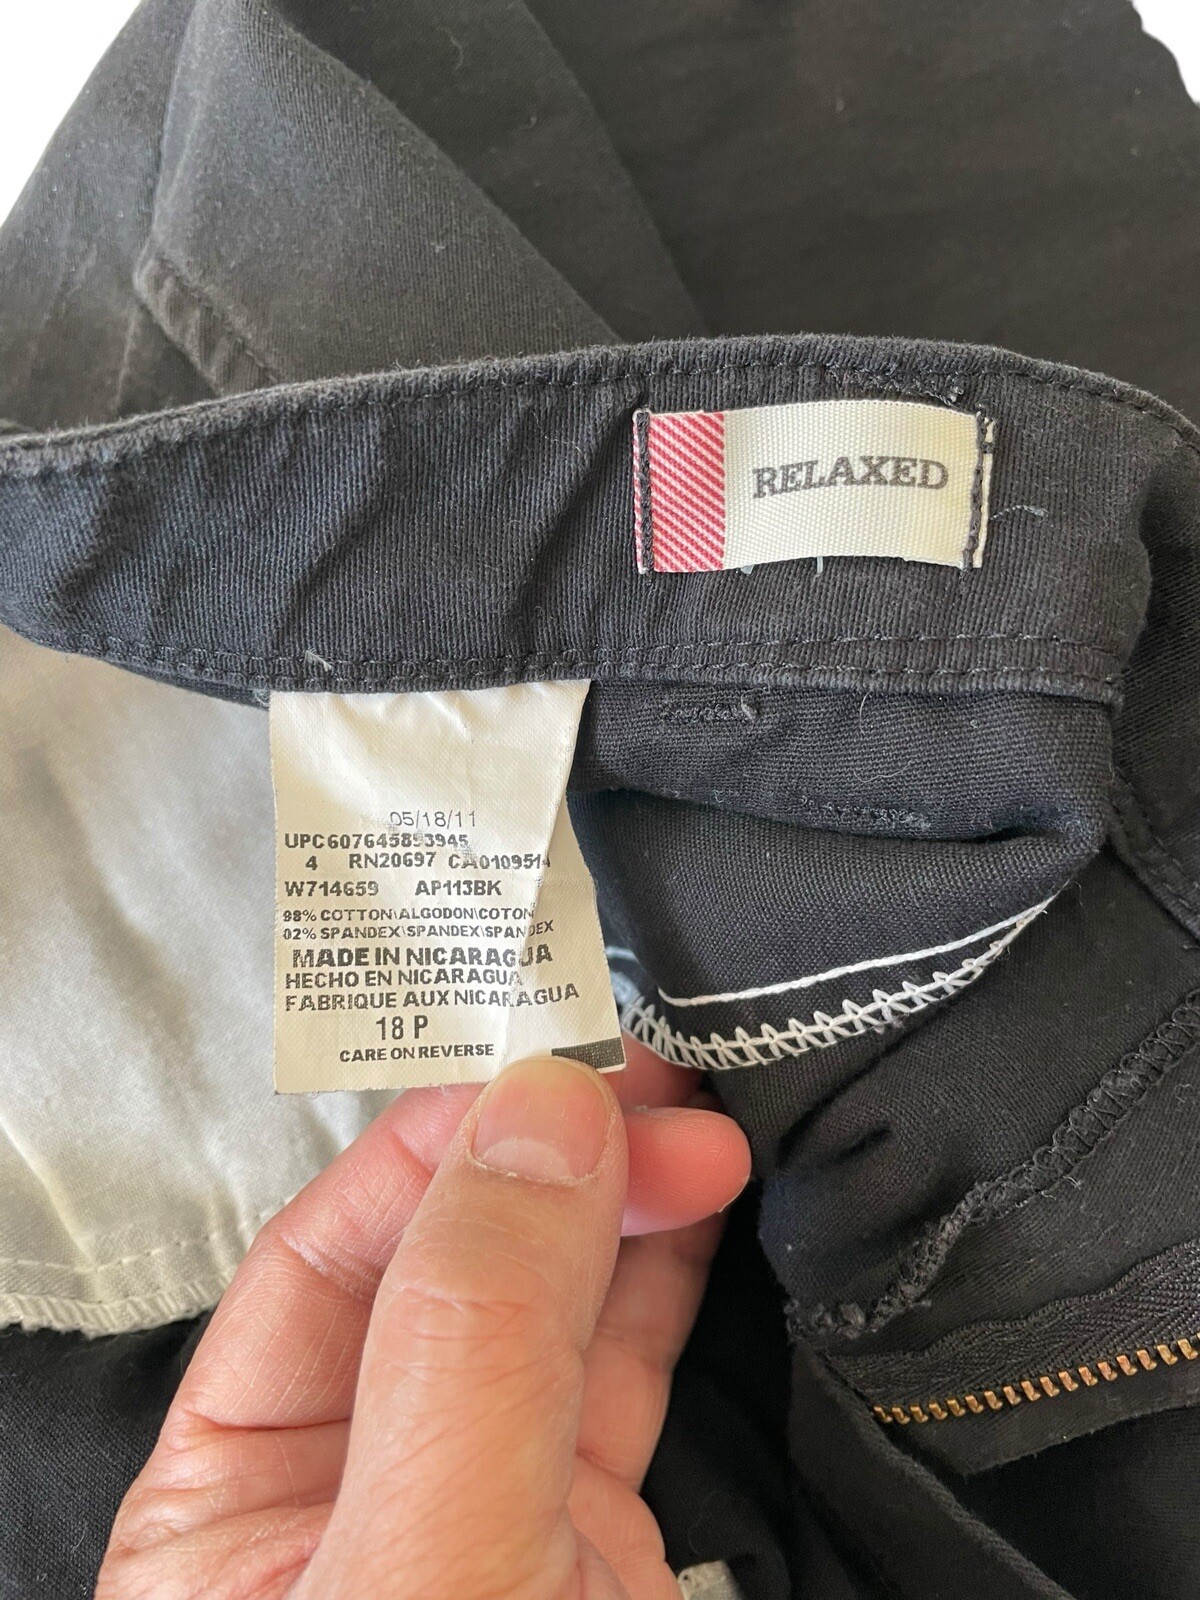 RELAXED
05/18/11
UPC607645893945
4 RN20697 CA0109514
W714659 AP113BK
98% COTTON\ALGODON\COTON
02% SPANDEX\SPANDEX\SPANDEX
MADE IN NICARAGUA
HECHO EN NICARAGUA
FABRIQUE AUX NICARAGUA
18 P
CARE ON REVERSE